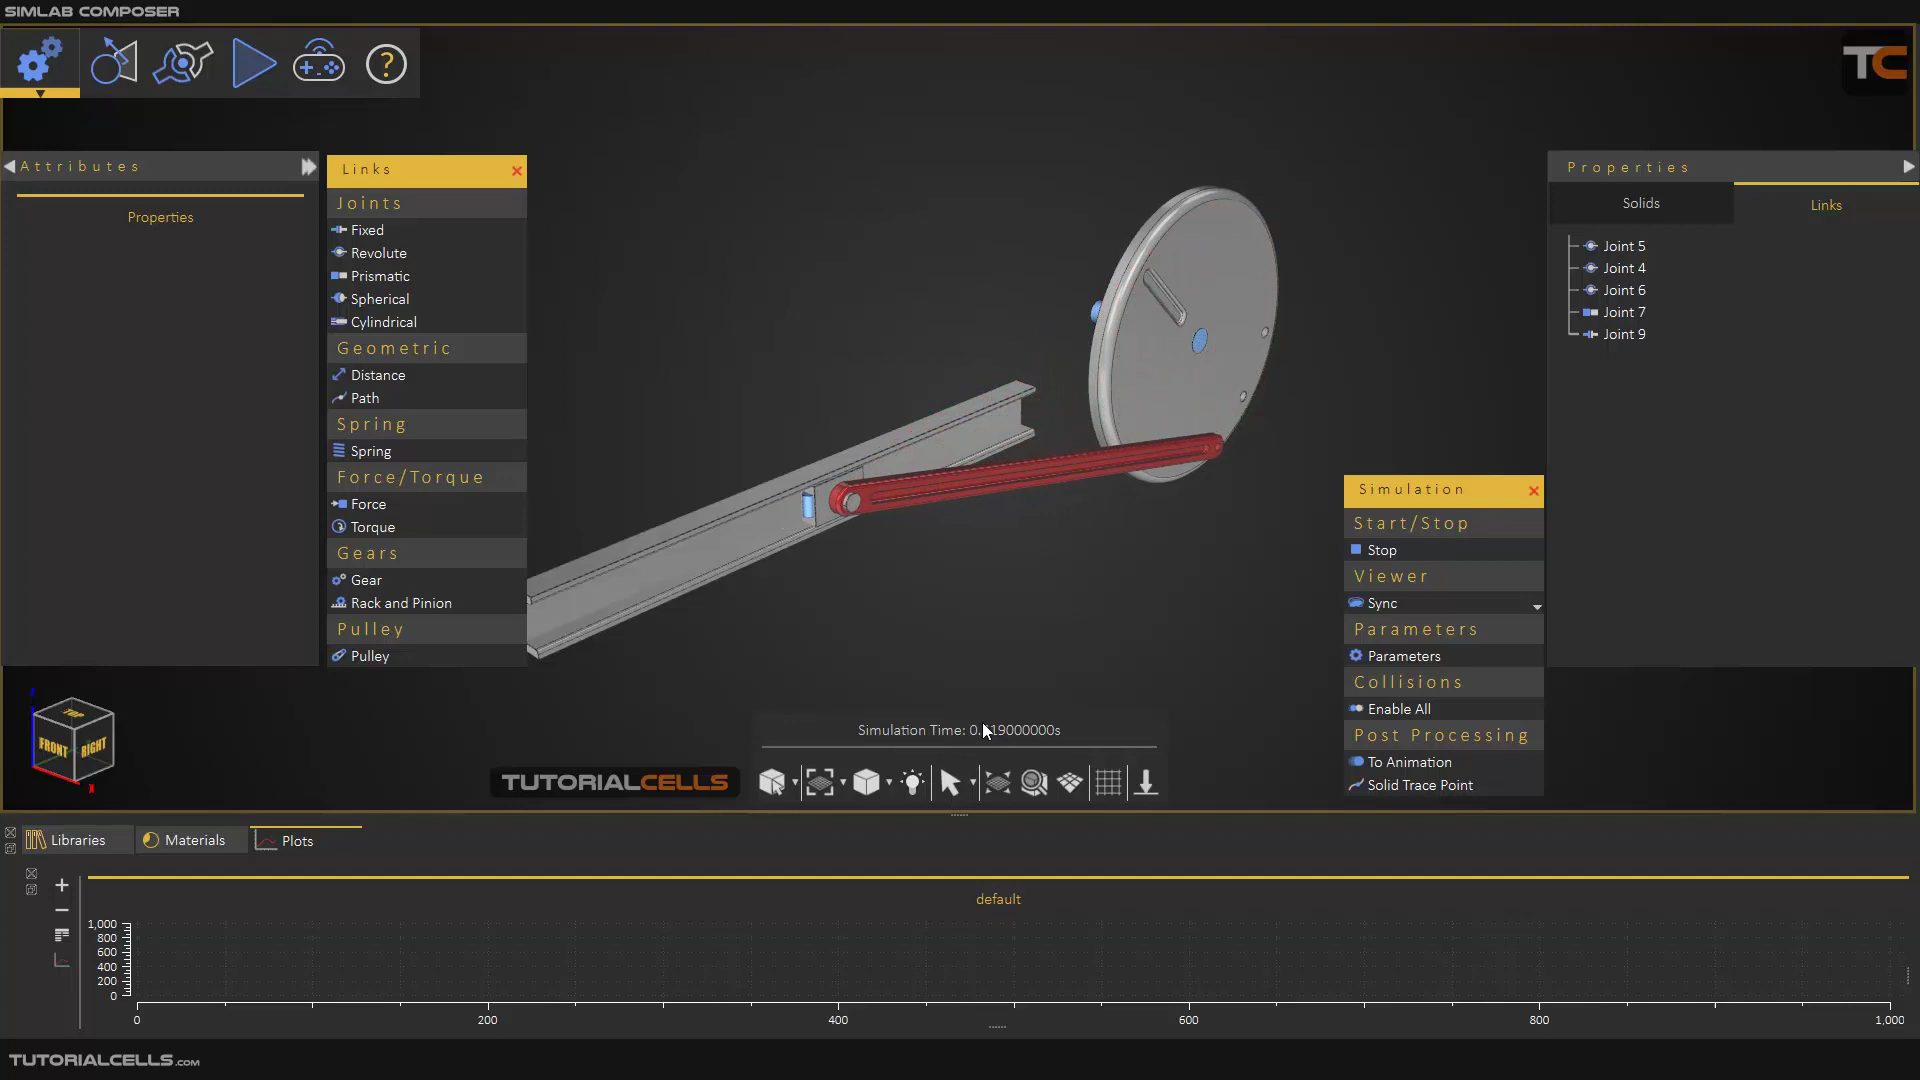 SIMLAB COMPOSER
TC
Attributes
Properties
Links
Joints
Fixed
Revolute
Prismatic
Spherical
Cylindrical
Geometric
Distance
Path
Spring
Spring
Force/Torque
Force
Torque
Gears
Gear
Rack and Pinion
Pulley
Pulley
Properties
Solids
Links
Joint 5
Joint 4
Joint 6
Joint 7
Joint 9
Simulation
Start/Stop
Stop
Viewer
Sync
Parameters
Parameters
Collisions
Enable All
Post Processing
To Animation
Solid Trace Point
TOP
FRONT
RIGHT
x
Simulation Time:
TUTORIALCELLS
Libraries
Materials
Plots
default
1,000
800
600
400
200
0
0
200
400
600
800
1,000
TUTORIALCELLS.COM